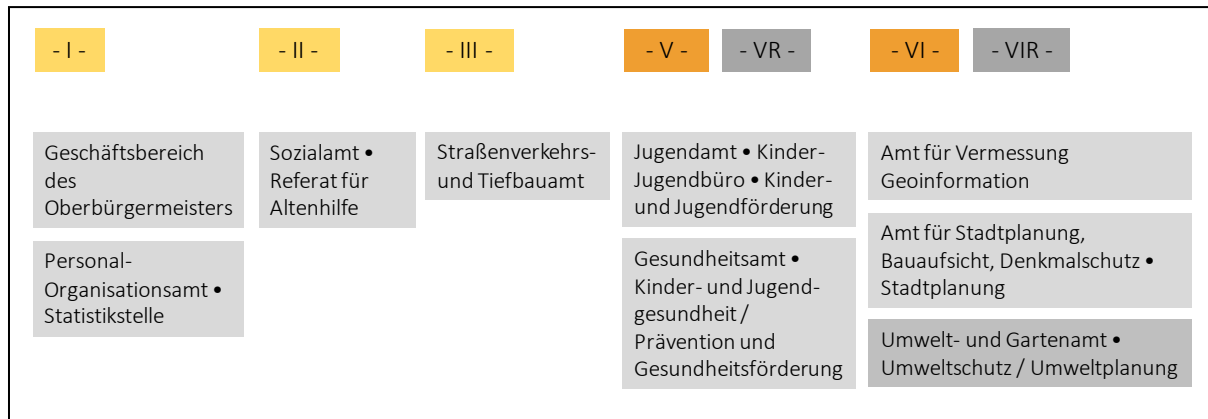 - I -
- II -
- III -
- V -
- VR -
- VI -
- VIR -
Geschäftsbereich
des
Oberbürgermeisters
Personal-
Organisationsamt •
Statistikstelle
Sozialamt •
Referat für
Altenhilfe
Straßenverkehrs-
und Tiefbauamt
Jugendamt • Kinder-
Jugendbüro • Kinder-
und Jugendförderung
Gesundheitsamt •
Kinder- und Jugend-
gesundheit /
Prävention und
Gesundheitsförderung
Amt für Vermessung
Geoinformation
Amt für Stadtplanung,
Bauaufsicht, Denkmalschutz •
Stadtplanung
Umwelt- und Gartenamt •
Umweltschutz / Umweltplanung